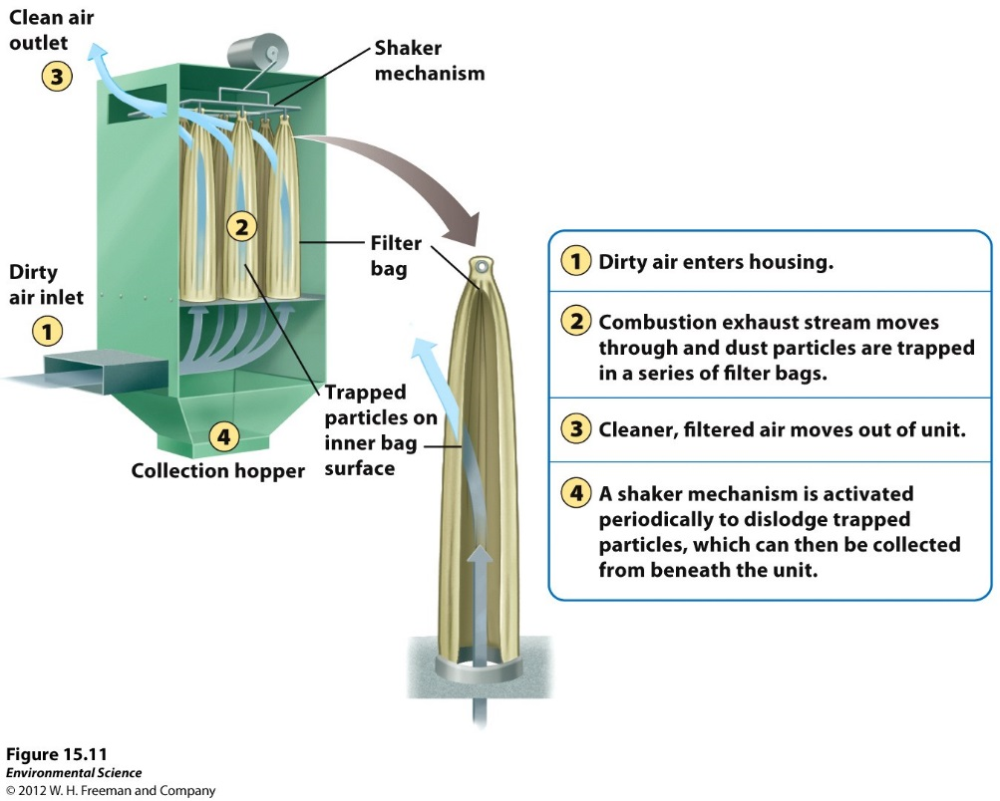 Clean air
outlet
3
Shaker
mechanism
2
Filter
bag
Dirty
air inlet
1
Trapped
particles on
inner bag
surface
4
Collection hopper
1 Dirty air enters housing.
2 Combustion exhaust stream moves
through and dust particles are trapped
in a series of filter bags.
3 Cleaner, filtered air moves out of unit.
4 A shaker mechanism is activated
periodically to dislodge trapped
particles, which can then be collected
from beneath the unit.
Figure 15.11
Environmental Science
© 2012 W. H. Freeman and Company